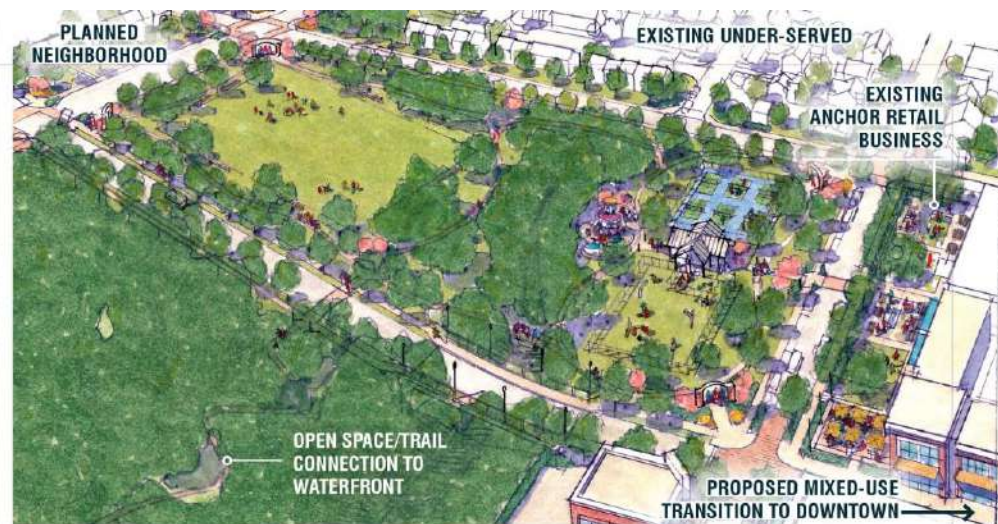 PLANNED
NEIGHBORHOOD
EXISTING UNDER-SERVED
EXISTING
ANCHOR RETAIL
BUSINESS
OPEN SPACE/TRAIL
CONNECTION TO
WATERFRONT
PROPOSED MIXED-USE
TRANSITION TO DOWNTOWN